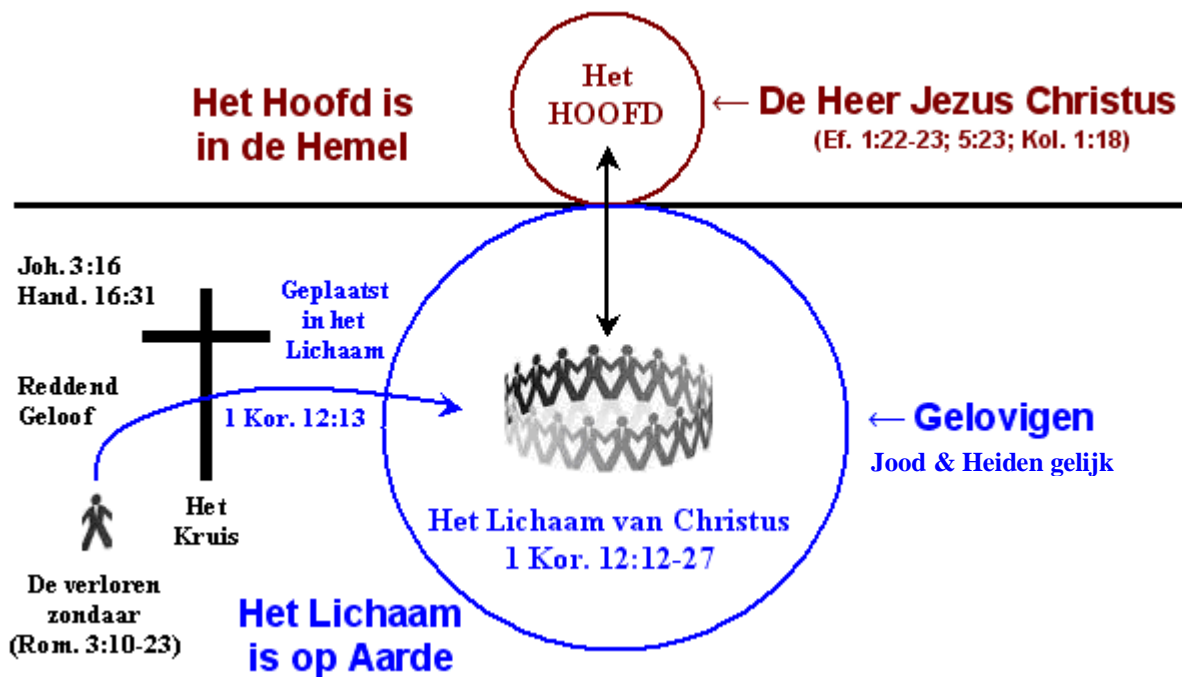 Het Hoofd is
in de Hemel
Het
HOOFD
← De Heer Jezus Christus
(Ef. 1:22-23; 5:23; Kol. 1:18)
Joh. 3:16
Hand. 16:31
Geplaatst
in het
Lichaam
Reddend
Geloof
1 Kor. 12:13
← Gelovigen
Jood & Heiden gelijk
Het
Kruis
Het Lichaam van Christus
1 Kor. 12:12-27
De verloren
zondaar
(Rom. 3:10-23)
Het Lichaam
is op Aarde